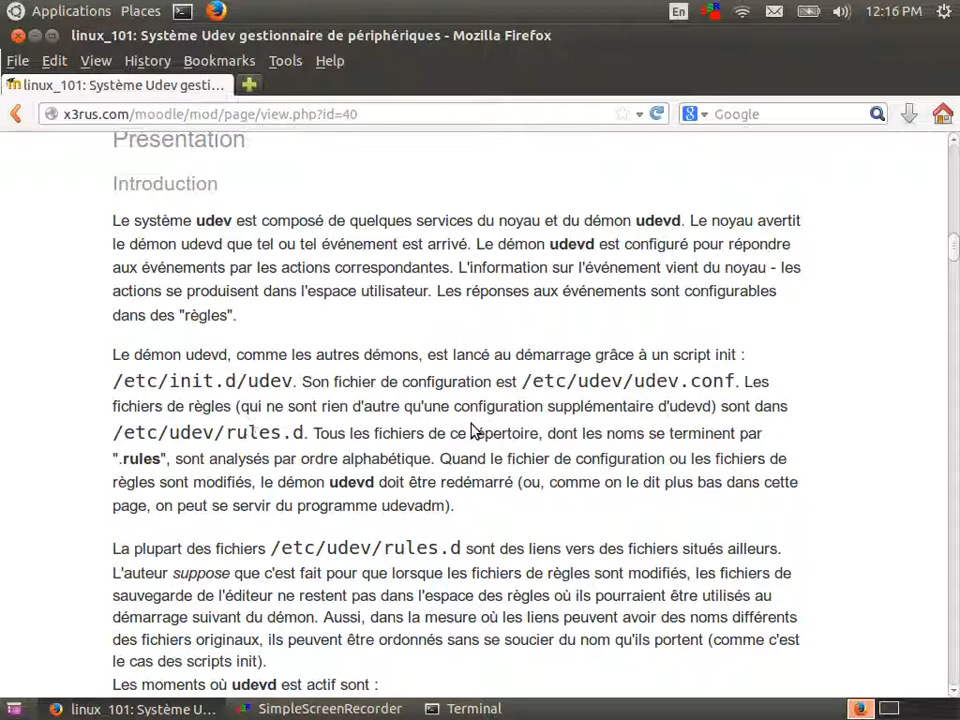 Applications Places En 12:16 PM
linux_101: Système Udev gestionnaire de périphériques - Mozilla Firefox
File Edit View History Bookmarks Tools Help
linux_101: Système Udev gesti...
x3rus.com/moodle/mod/page/view.php?id=40 Google
Présentation
Introduction
Le système udev est composé de quelques services du noyau et du démon udevd. Le noyau avertit
le démon udevd que tel ou tel événement est arrivé. Le démon udevd est configuré pour répondre
aux événements par les actions correspondantes. L'information sur l'événement vient du noyau - les
actions se produisent dans l'espace utilisateur. Les réponses aux événements sont configurables
dans des "règles".
Le démon udevd, comme les autres démons, est lancé au démarrage grâce à un script init :
/etc/init.d/udev. Son fichier de configuration est /etc/udev/udev.conf. Les
fichiers de règles (qui ne sont rien d'autre qu'une configuration supplémentaire d'udevd) sont dans
/etc/udev/rules.d. Tous les fichiers de ce répertoire, dont les noms se terminent par
".rules", sont analysés par ordre alphabétique. Quand le fichier de configuration ou les fichiers de
règles sont modifiés, le démon udevd doit être redémarré (ou, comme on le dit plus bas dans cette
page, on peut se servir du programme udevadm).
La plupart des fichiers /etc/udev/rules.d sont des liens vers des fichiers situés ailleurs.
L'auteur suppose que c'est fait pour que lorsque les fichiers de règles sont modifiés, les fichiers de
sauvegarde de l'éditeur ne restent pas dans l'espace des règles où ils pourraient être utilisés au
démarrage suivant du démon. Aussi, dans la mesure où les liens peuvent avoir des noms différents
des fichiers originaux, ils peuvent être ordonnés sans se soucier du nom qu'ils portent (comme c'est
le cas des scripts init).
Les moments où udevd est actif sont :
linux_101: Système U... SimpleScreenRecorder Terminal